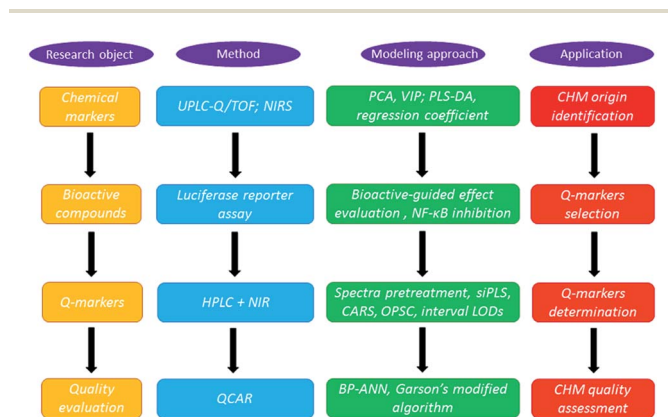 Research object
Method
Modeling approach
Application
Chemical
markers
UPLC-Q/TOF; NIRS
PCA, VIP; PLS-DA,
regression coefficient
CHM origin
identification
Bioactive
compounds
Luciferase reporter
assay
Bioactive-guided effect
evaluation , NF-κB inhibition
Q-markers
selection
Q-markers
HPLC + NIR
Spectra pretreatment, siPLS,
CARS, OPSC, interval LODs
Q-markers
determination
Quality
evaluation
QCAR
BP-ANN, Garson's modified
algorithm
CHM quality
assessment